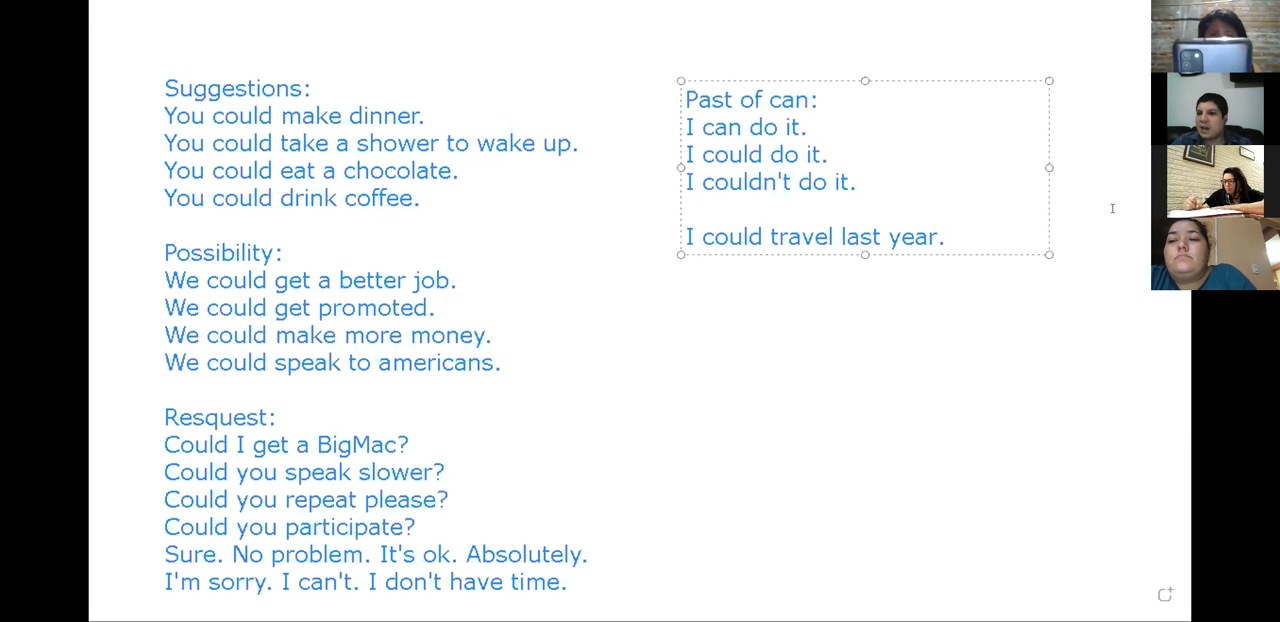 Suggestions:
You could make dinner.
You could take a shower to wake up.
You could eat a chocolate.
You could drink coffee.
Possibility:
We could get a better job.
We could get promoted.
We could make more money.
We could speak to americans.
Resquest:
Could I get a BigMac?
Could you speak slower?
Could you repeat please?
Could you participate?
Sure. No problem. It's ok. Absolutely.
I'm sorry. I can't. I don't have time.
Past of can:
I can do it.
I could do it.
I couldn't do it.
I could travel last year.